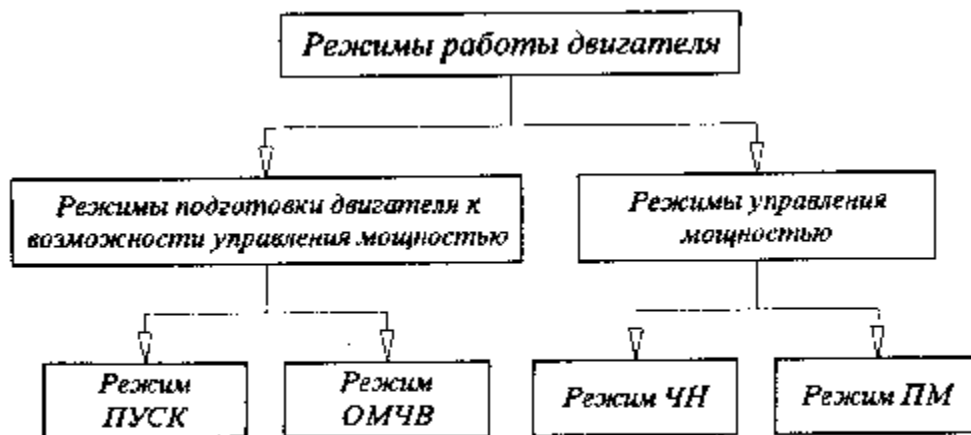 Режимы работы двигателя
Режимы подготовки двигателя к
возможности управления мощностью
Режимы управления
мощностью
Режим
ПУСК
Режим
ОМЧВ
Режим ЧН
Режим ПМ